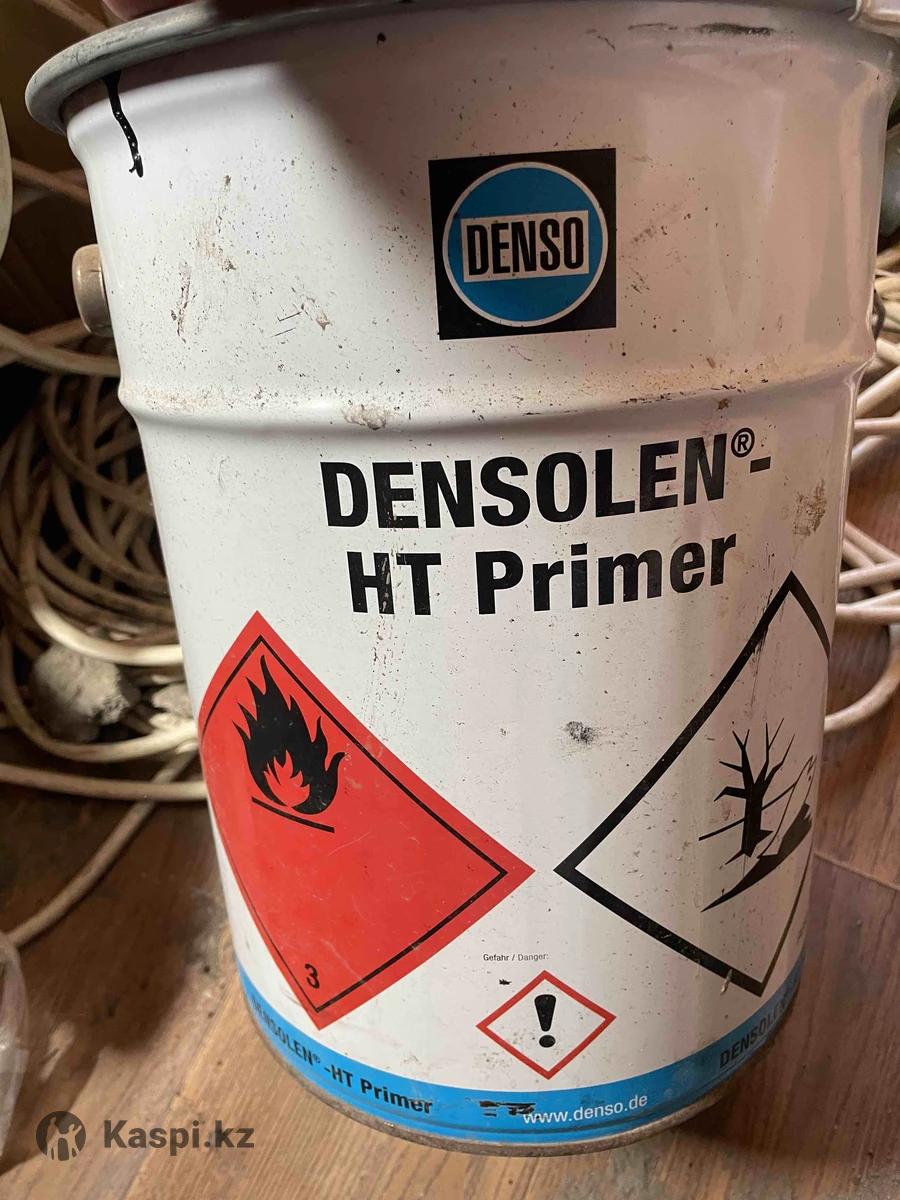 DENSO
DENSOLEN®-
HT Primer
3
Gefahr / Danger:
DENSOLEN®-HT Primer
www.denso.de
DENSOLEN
Kaspi.kz